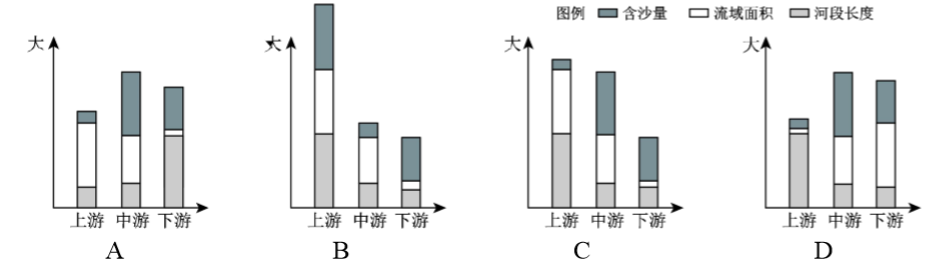 图例 含沙量 流域面积 河段长度
大 大 大 大
上游 中游 下游 上游 中游 下游 上游 中游 下游 上游 中游 下游
A B C D